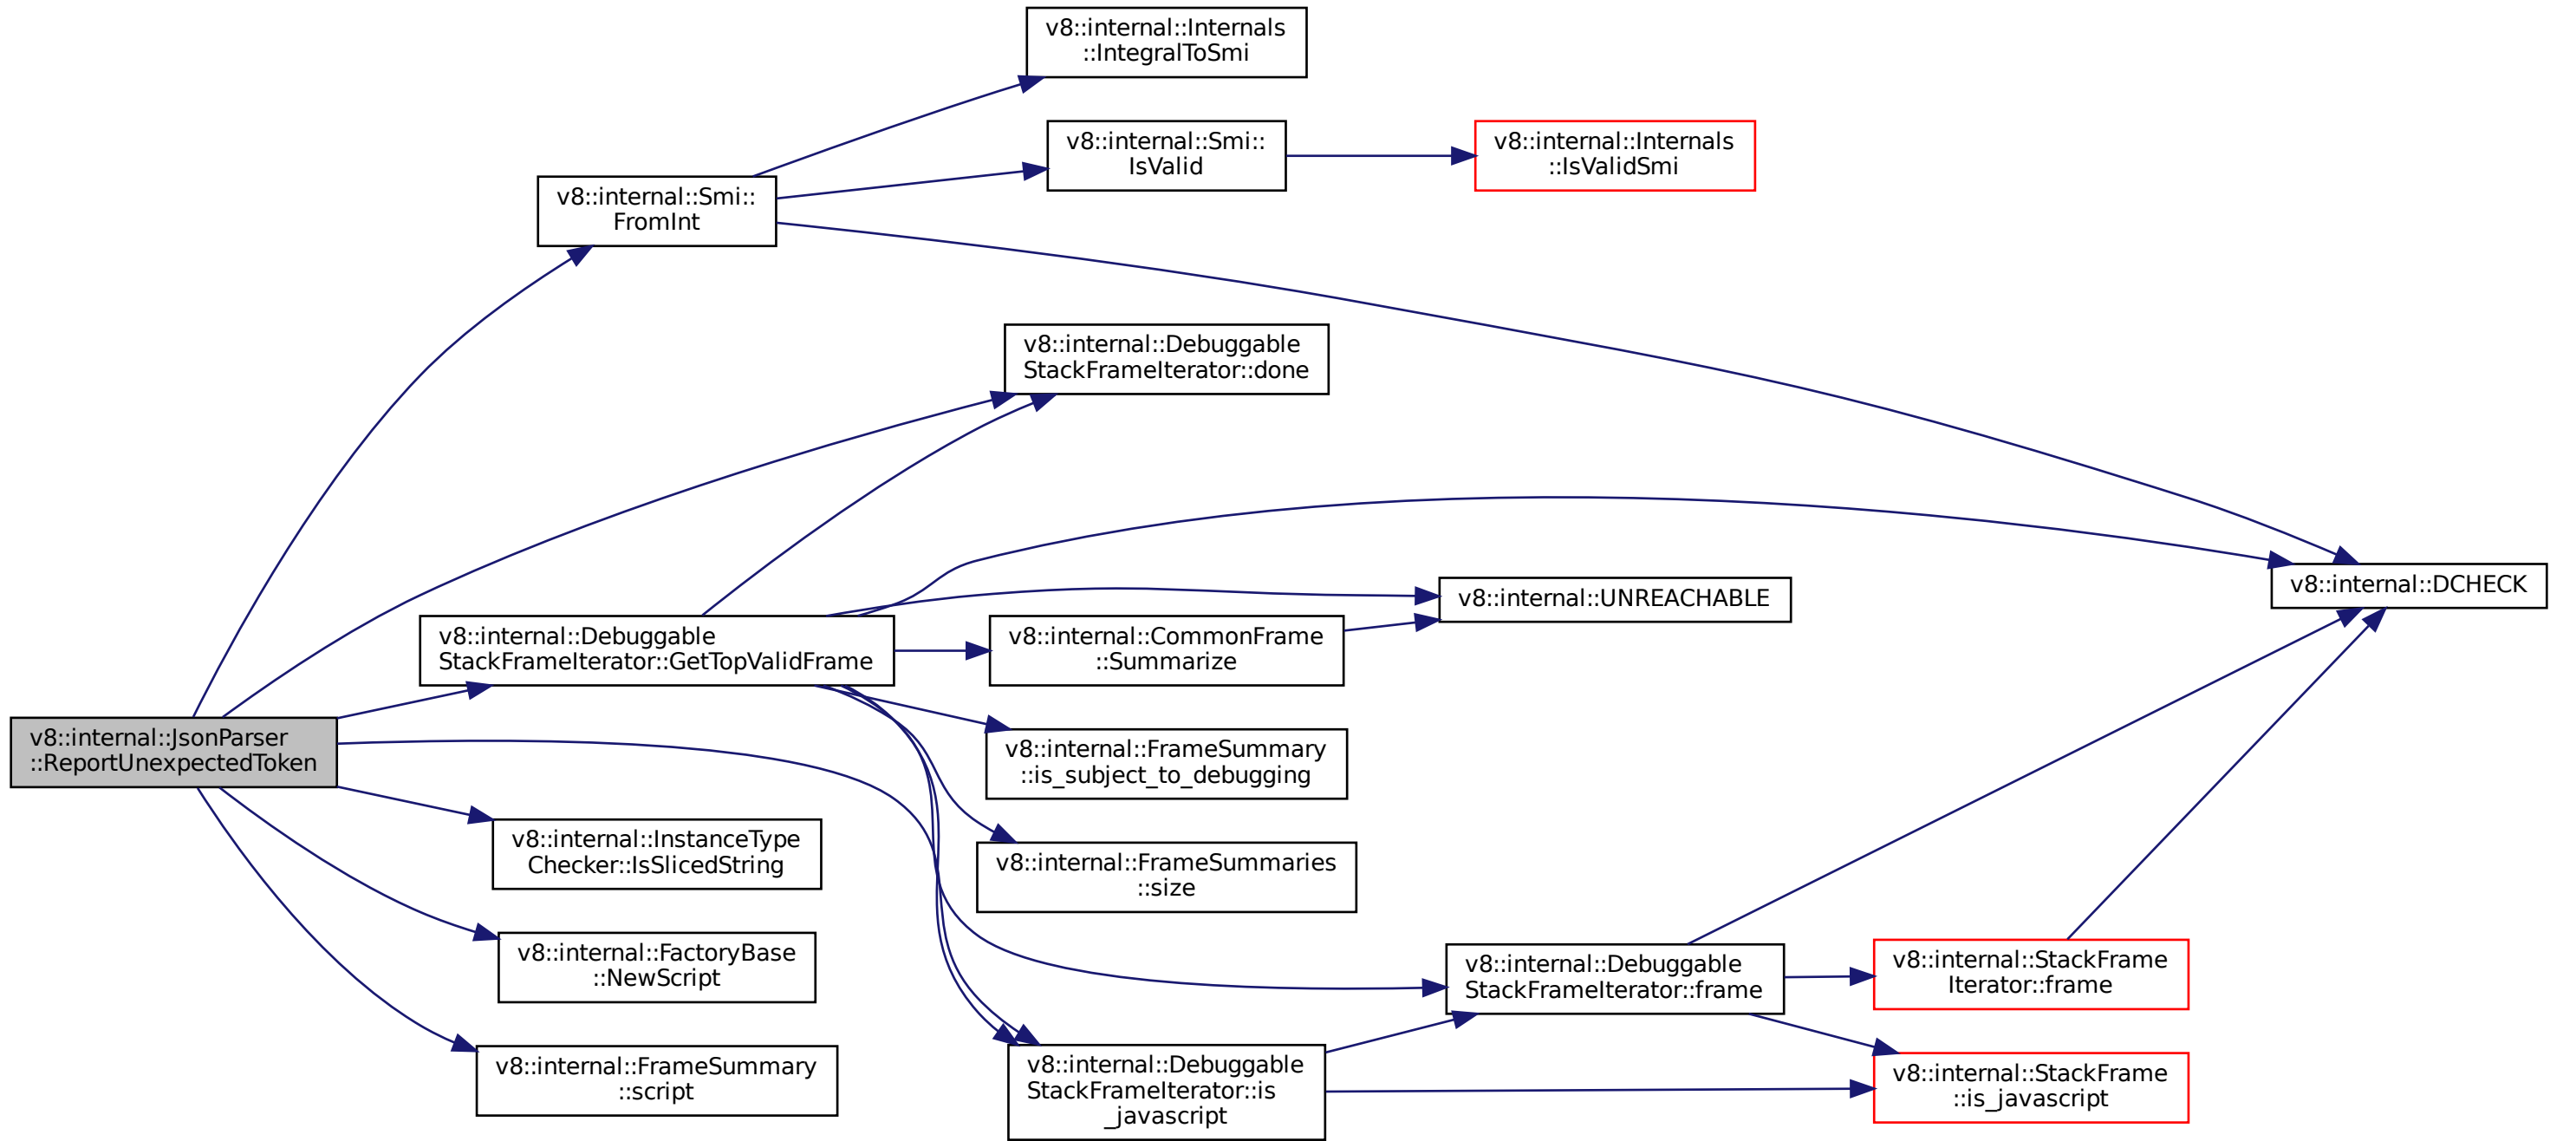 v8::internal::Internals
::IntegralToSmi
v8::internal::Smi::
IsValid
v8::internal::Internals
::IsValidSmi
v8::internal::Smi::
FromInt
v8::internal::Debuggable
StackFrameIterator::done
v8::internal::DCHECK
v8::internal::UNREACHABLE
v8::internal::Debuggable
StackFrameIterator::GetTopValidFrame
v8::internal::CommonFrame
::Summarize
v8::internal::JsonParser
::ReportUnexpectedToken
v8::internal::FrameSummary
::is_subject_to_debugging
v8::internal::InstanceType
Checker::IsSlicedString
v8::internal::FrameSummaries
::size
v8::internal::FactoryBase
::NewScript
v8::internal::Debuggable
StackFrameIterator::frame
v8::internal::StackFrame
Iterator::frame
v8::internal::FrameSummary
::script
v8::internal::Debuggable
StackFrameIterator::is
_javascript
v8::internal::StackFrame
::is_javascript